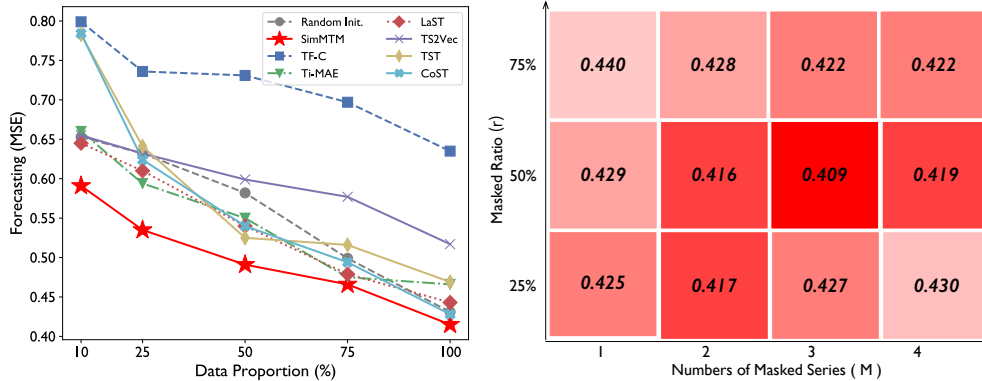 Forecasting (MSE)
0.80
0.75
0.70
0.65
0.60
0.55
0.50
0.45
0.40
Random Init.
SimMTM
TF-C
Ti-MAE
LaST
TS2Vec
TST
CoST
10 25 50 75 100
Data Proportion (%)
Masked Ratio (r)
75% 0.440 0.428 0.422 0.422
50% 0.429 0.416 0.409 0.419
25% 0.425 0.417 0.427 0.430
1 2 3 4
Numbers of Masked Series ( M )